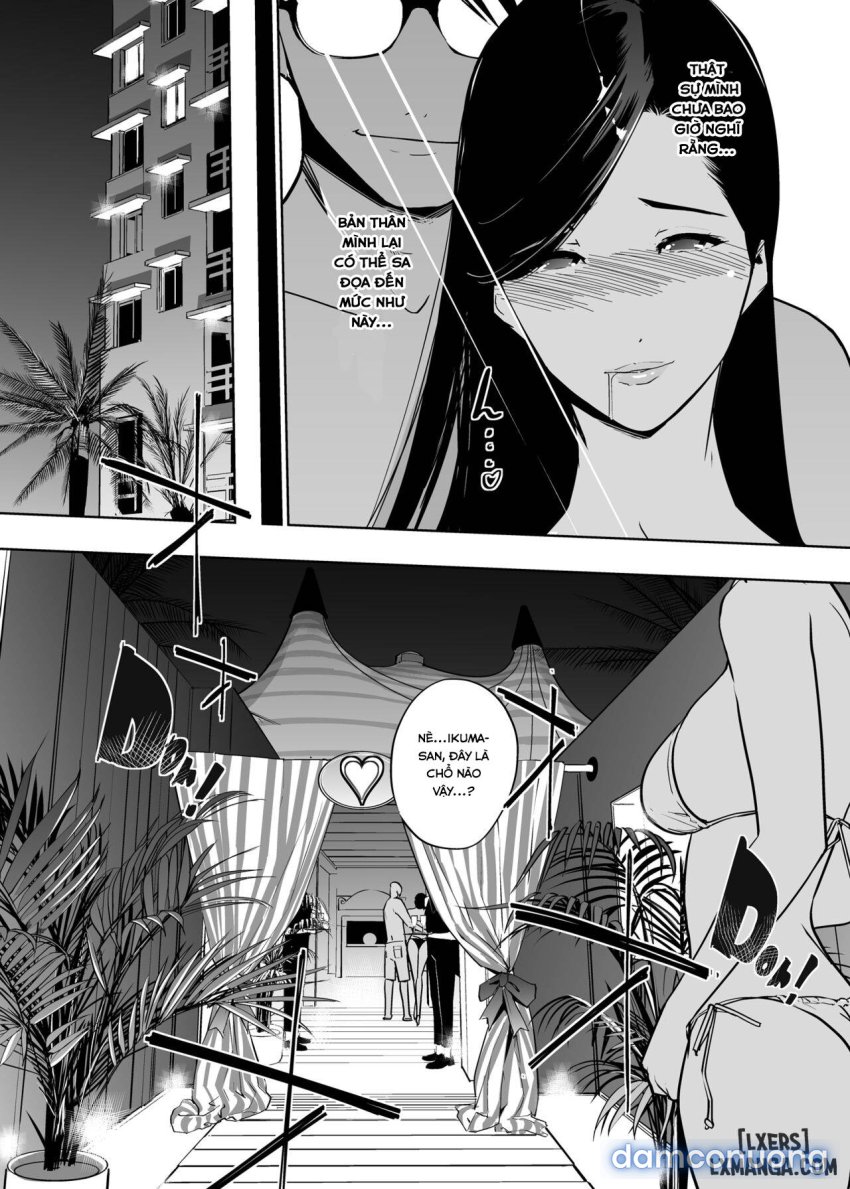 THẬT
SỰ MÌNH
CHƯA BAO
GIỜ NGHĨ
RẰNG...
BẢN THÂN
MÌNH LẠI
CÓ THỂ SA
ĐỌA ĐẾN
MỨC NHƯ
NÀY...
ん...♡
NÈ...IKUMA-
SAN, ĐÂY LÀ
CHỔ NÀO
VẬY...?
Doh!
Doh!
[LXERS]
damconuong
LXMANGA.COM